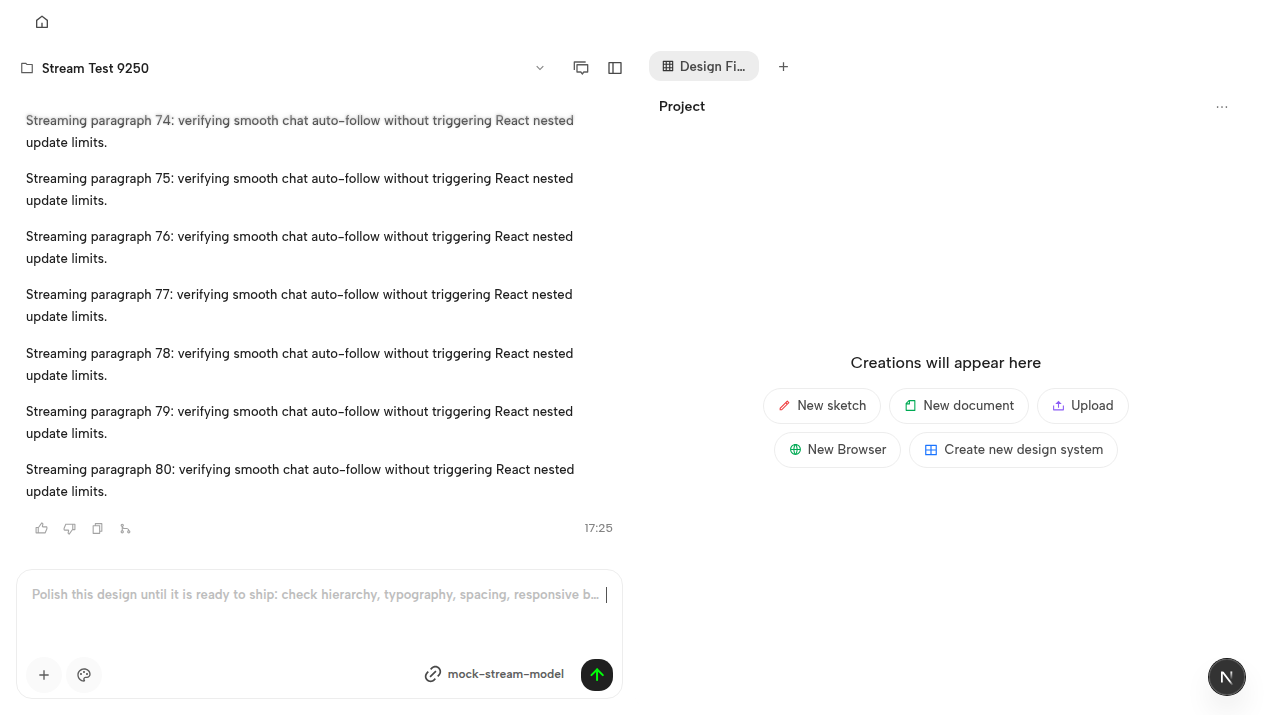 Stream Test 9250
Design Fi...
Project
Streaming paragraph 74: verifying smooth chat auto-follow without triggering React nested
update limits.
Streaming paragraph 75: verifying smooth chat auto-follow without triggering React nested
update limits.
Streaming paragraph 76: verifying smooth chat auto-follow without triggering React nested
update limits.
Streaming paragraph 77: verifying smooth chat auto-follow without triggering React nested
update limits.
Streaming paragraph 78: verifying smooth chat auto-follow without triggering React nested
update limits.
Streaming paragraph 79: verifying smooth chat auto-follow without triggering React nested
update limits.
Streaming paragraph 80: verifying smooth chat auto-follow without triggering React nested
update limits.
17:25
Polish this design until it is ready to ship: check hierarchy, typography, spacing, responsive b...
mock-stream-model
Creations will appear here
New sketch
New document
Upload
New Browser
Create new design system
N